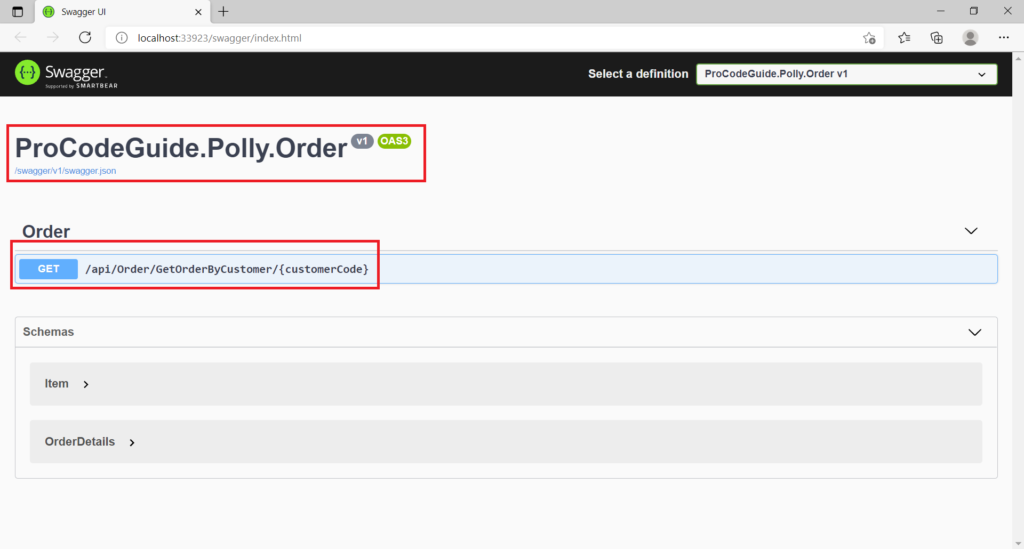 Swagger UI
localhost:33923/swagger/index.html
Swagger.
Supported by SMARTBEAR
Select a definition
ProCodeGuide.Polly.Order v1
ProCodeGuide.Polly.Order v1 OAS3
/swagger/v1/swagger.json
Order
GET /api/Order/GetOrderByCustomer/{customerCode}
Schemas
Item
OrderDetails